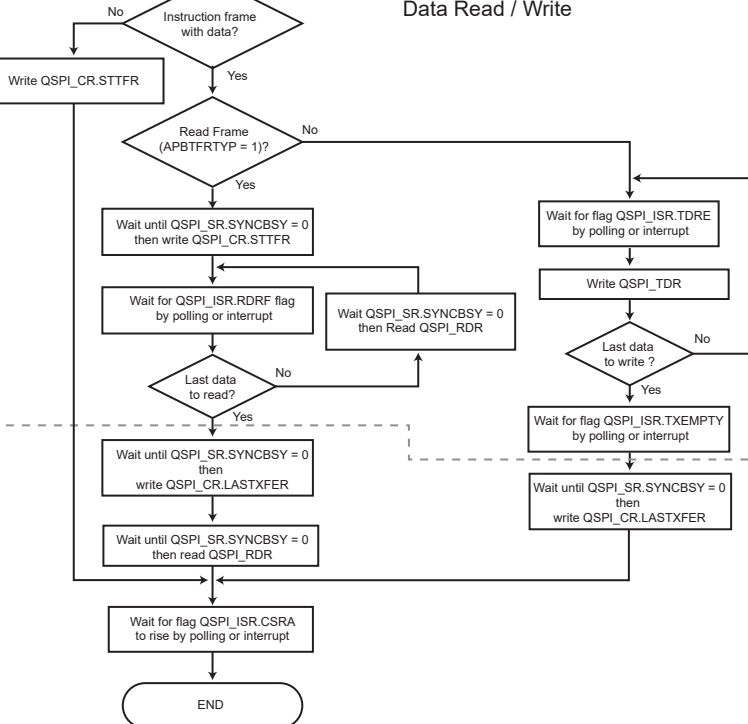 Data Read / Write
No
Instruction frame
with data?
Write QSPI_CR.STTFR
Yes
Read Frame
(APBTFRTYP = 1)?
No
Yes
Wait until QSPI_SR.SYNCBSY = 0
then write QSPI_CR.STTFR
Wait for flag QSPI_ISR.TDRE
by polling or interrupt
Wait for QSPI_ISR.RDRF flag
by polling or interrupt
Wait QSPI_SR.SYNCBSY = 0
then Read QSPI_RDR
Write QSPI_TDR
Last data
to read?
No
Yes
Last data
to write ?
No
Yes
Wait for flag QSPI_ISR.TXEMPTY
by polling or interrupt
Wait until QSPI_SR.SYNCBSY = 0
then
write QSPI_CR.LASTXFER
Wait until QSPI_SR.SYNCBSY = 0
then
write QSPI_CR.LASTXFER
Wait until QSPI_SR.SYNCBSY = 0
then read QSPI_RDR
Wait for flag QSPI_ISR.CSRA
to rise by polling or interrupt
END